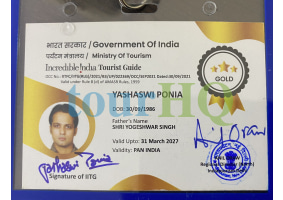 भारत सरकार / Government Of India
पर्यटन मंत्रालय / Ministry Of Tourism
Incredible India Tourist Guide
YASHASWI PONIA
DOB: 30/09/1986
Father's Name
SHRI YOGESHWAR SINGH
Valid Upto: 31 March 2027
Validity: PAN INDIA
Signature of IITG
GOLD
tourHQ